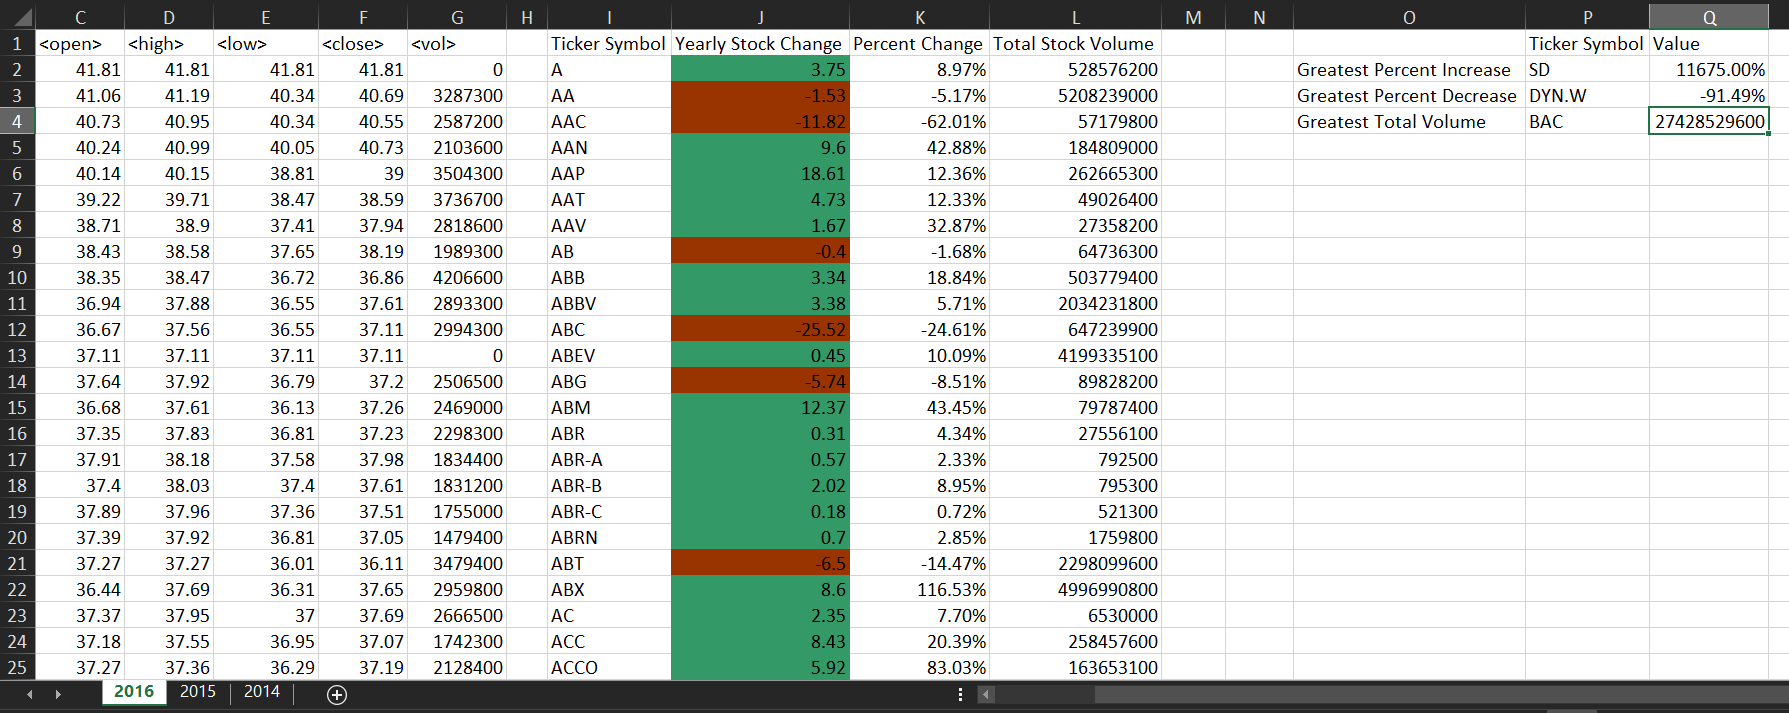 C D E F G H I J K L M N O P Q
1 <open> <high> <low> <close> <vol> Ticker Symbol Yearly Stock Change Percent Change Total Stock Volume Ticker Symbol Value
2 41.81 41.81 41.81 41.81 0 A 3.75 8.97% 528576200 Greatest Percent Increase SD 11675.00%
3 41.06 41.19 40.34 40.69 3287300 AA -1.53 -5.17% 5208239000 Greatest Percent Decrease DYN.W -91.49%
4 40.73 40.95 40.34 40.55 2587200 AAC -11.82 -62.01% 57179800 Greatest Total Volume BAC 27428529600
5 40.24 40.99 40.05 40.73 2103600 AAN 9.6 42.88% 184809000
6 40.14 40.15 38.81 39 3504300 AAP 18.61 12.36% 262665300
7 39.22 39.71 38.47 38.59 3736700 AAT 4.73 12.33% 49026400
8 38.71 38.9 37.41 37.94 2818600 AAV 1.67 32.87% 27358200
9 38.43 38.58 37.65 38.19 1989300 AB -0.4 -1.68% 64736300
10 38.35 38.47 36.72 36.86 4206600 ABB 3.34 18.84% 503779400
11 36.94 37.88 36.55 37.61 2893300 ABBV 3.38 5.71% 2034231800
12 36.67 37.56 36.55 37.11 2994300 ABC -25.52 -24.61% 647239900
13 37.11 37.11 37.11 37.11 0 ABEV 0.45 10.09% 4199335100
14 37.64 37.92 36.79 37.2 2506500 ABG -5.74 -8.51% 89828200
15 36.68 37.61 36.13 37.26 2469000 ABM 12.37 43.45% 79787400
16 37.35 37.83 36.81 37.23 2298300 ABR 0.31 4.34% 27556100
17 37.91 38.18 37.58 37.98 1834400 ABR-A 0.57 2.33% 792500
18 37.4 38.03 37.4 37.61 1831200 ABR-B 2.02 8.95% 795300
19 37.89 37.96 37.36 37.51 1755000 ABR-C 0.18 0.72% 521300
20 37.39 37.92 36.81 37.05 1479400 ABRN 0.7 2.85% 1759800
21 37.27 37.27 36.01 36.11 3479400 ABT -6.5 -14.47% 2298099600
22 36.44 37.69 36.31 37.65 2959800 ABX 8.6 116.53% 4996990800
23 37.37 37.95 37 37.69 2666500 AC 2.35 7.70% 6530000
24 37.18 37.55 36.95 37.07 1742300 ACC 8.43 20.39% 258457600
25 37.27 37.36 36.29 37.19 2128400 ACCO 5.92 83.03% 163653100
2016 2015 2014